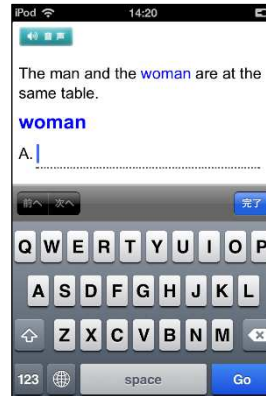 iPod 14:20
音声
The man and the woman are at the
same table.
woman
A.
前へ 次へ 完了
Q W E R T Y U I O P
A S D F G H J K L
Z X C V B N M
123 space Go